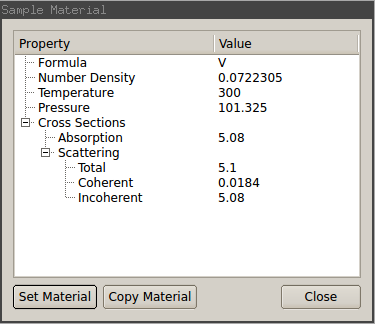 Sample Material
Property Value
Formula V
Number Density 0.0722305
Temperature 300
Pressure 101.325
Cross Sections
Absorption 5.08
Scattering
Total 5.1
Coherent 0.0184
Incoherent 5.08
Set Material Copy Material Close